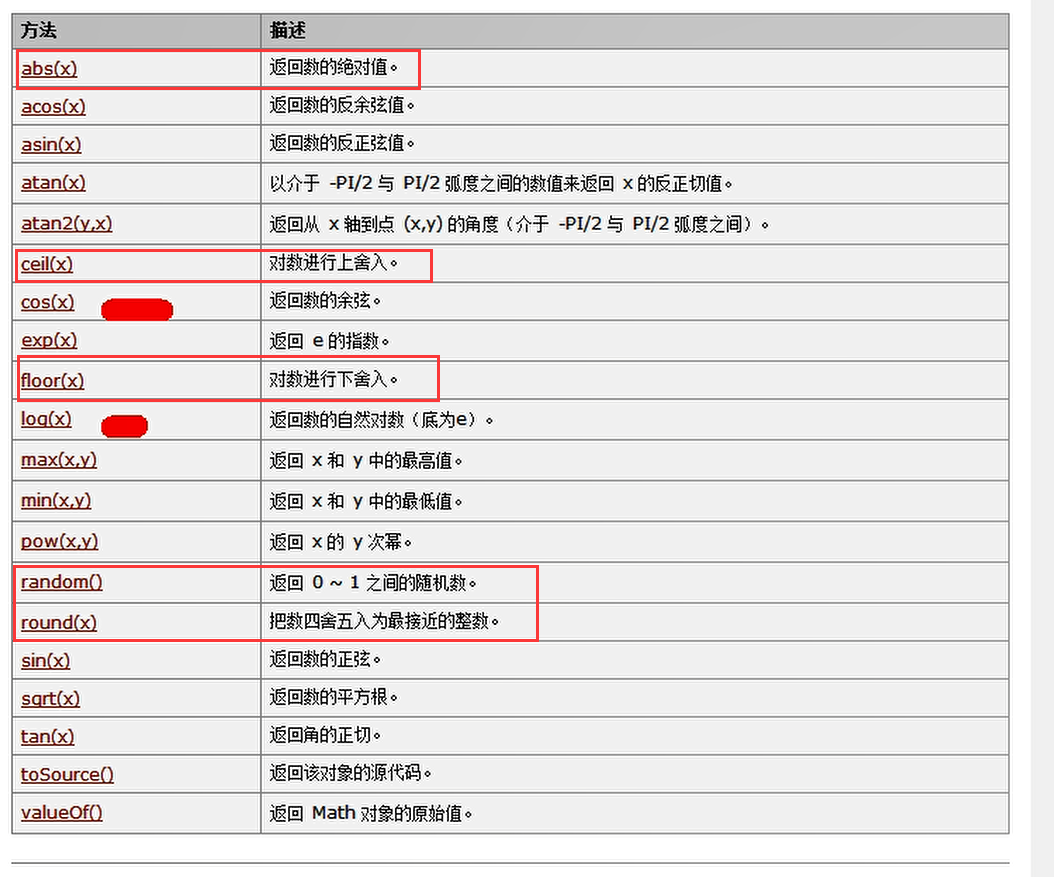 方法 描述
abs(x) 返回数的绝对值。
acos(x) 返回数的反余弦值。
asin(x) 返回数的反正弦值。
atan(x) 以介于 -PI/2 与 PI/2 弧度之间的数值来返回 x 的反正切值。
atan2(y,x) 返回从 x 轴到点 (x,y) 的角度（介于 -PI/2 与 PI/2 弧度之间）。
ceil(x) 对数进行上舍入。
cos(x) 返回数的余弦。
exp(x) 返回 e 的指数。
floor(x) 对数进行下舍入。
log(x) 返回数的自然对数（底为e）。
max(x,y) 返回 x 和 y 中的最高值。
min(x,y) 返回 x 和 y 中的最低值。
pow(x,y) 返回 x 的 y 次幂。
random() 返回 0 ~ 1 之间的随机数。
round(x) 把数四舍五入为最接近的整数。
sin(x) 返回数的正弦。
sqrt(x) 返回数的平方根。
tan(x) 返回角的正切。
toSource() 返回该对象的源代码。
valueOf() 返回 Math 对象的原始值。